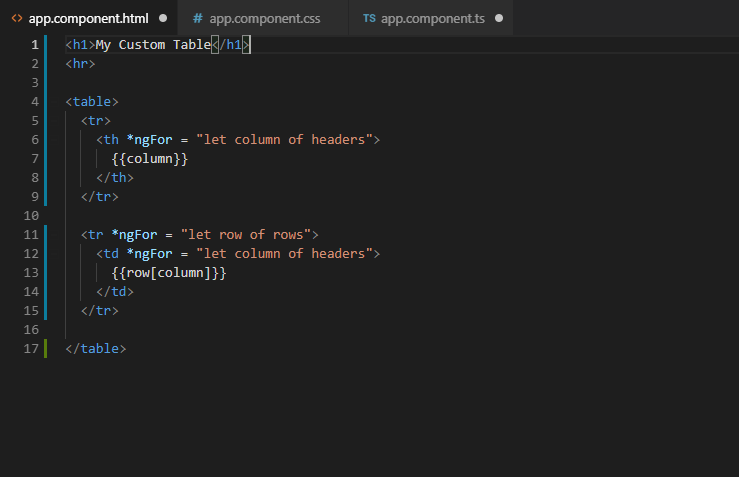 <> app.component.html ● # app.component.css TS app.component.ts ●
1 <h1>My Custom Table</h1>
2 <hr>
3
4 <table>
5   <tr>
6     <th *ngFor = "let column of headers">
7       {{column}}
8     </th>
9   </tr>
10
11   <tr *ngFor = "let row of rows">
12     <td *ngFor = "let column of headers">
13       {{row[column]}}
14     </td>
15   </tr>
16
17 </table>